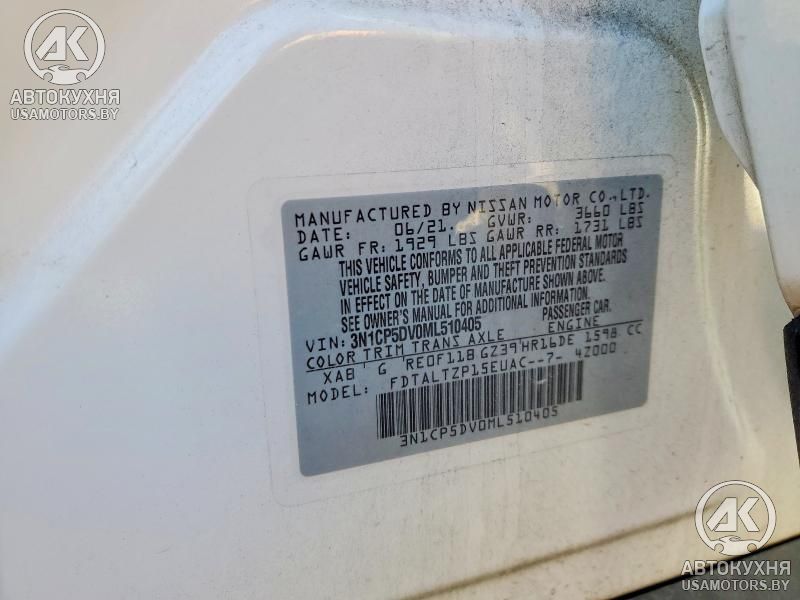 АК
АВТОКУХНЯ
USAMOTORS.BY
MANUFACTURED BY NISSAN MOTOR CO.,LTD.
DATE: 06/21. GVWR: 3660 LBS
GAWR FR: 1929 LBS GAWR RR: 1731 LBS
THIS VEHICLE CONFORMS TO ALL APPLICABLE FEDERAL MOTOR
VEHICLE SAFETY, BUMPER AND THEFT PREVENTION STANDARDS
IN EFFECT ON THE DATE OF MANUFACTURE SHOWN ABOVE.
SEE OWNER'S MANUAL FOR ADDITIONAL INFORMATION.
VIN: 3N1CP5DV0ML510405 PASSENGER CAR.
COLOR TRIM TRANS AXLE ENGINE
XAB G RE0F11B GZ39 HR16DE 1598 CC
MODEL: FDTALTZP15EUAC--7- 4Z000
3N1CP5DV0ML510405
АК
АВТОКУХНЯ
USAMOTORS.BY